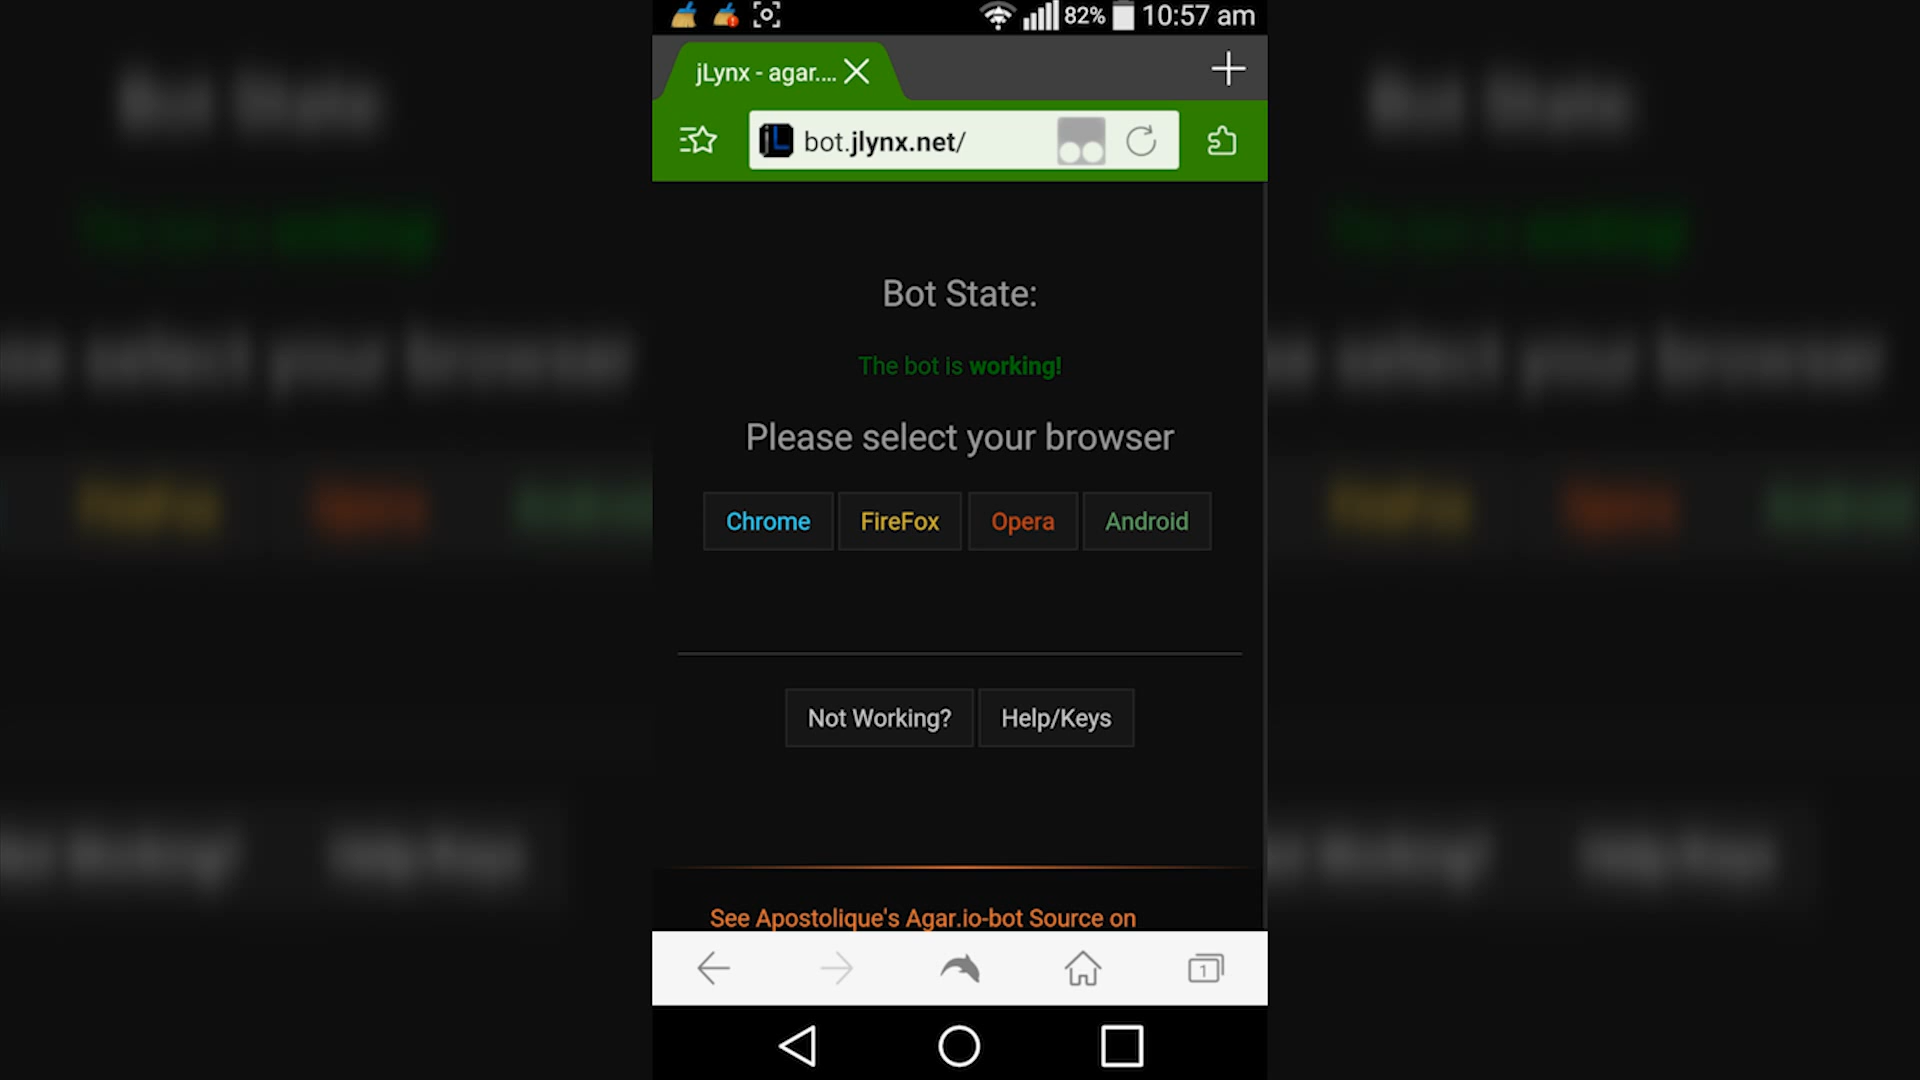 82% 10:57 am
jLynx - agar....
bot.jlynx.net/
Bot State:
The bot is working!
Please select your browser
Chrome FireFox Opera Android
Not Working? Help/Keys
See Apostolique's Agar.io-bot Source on
1